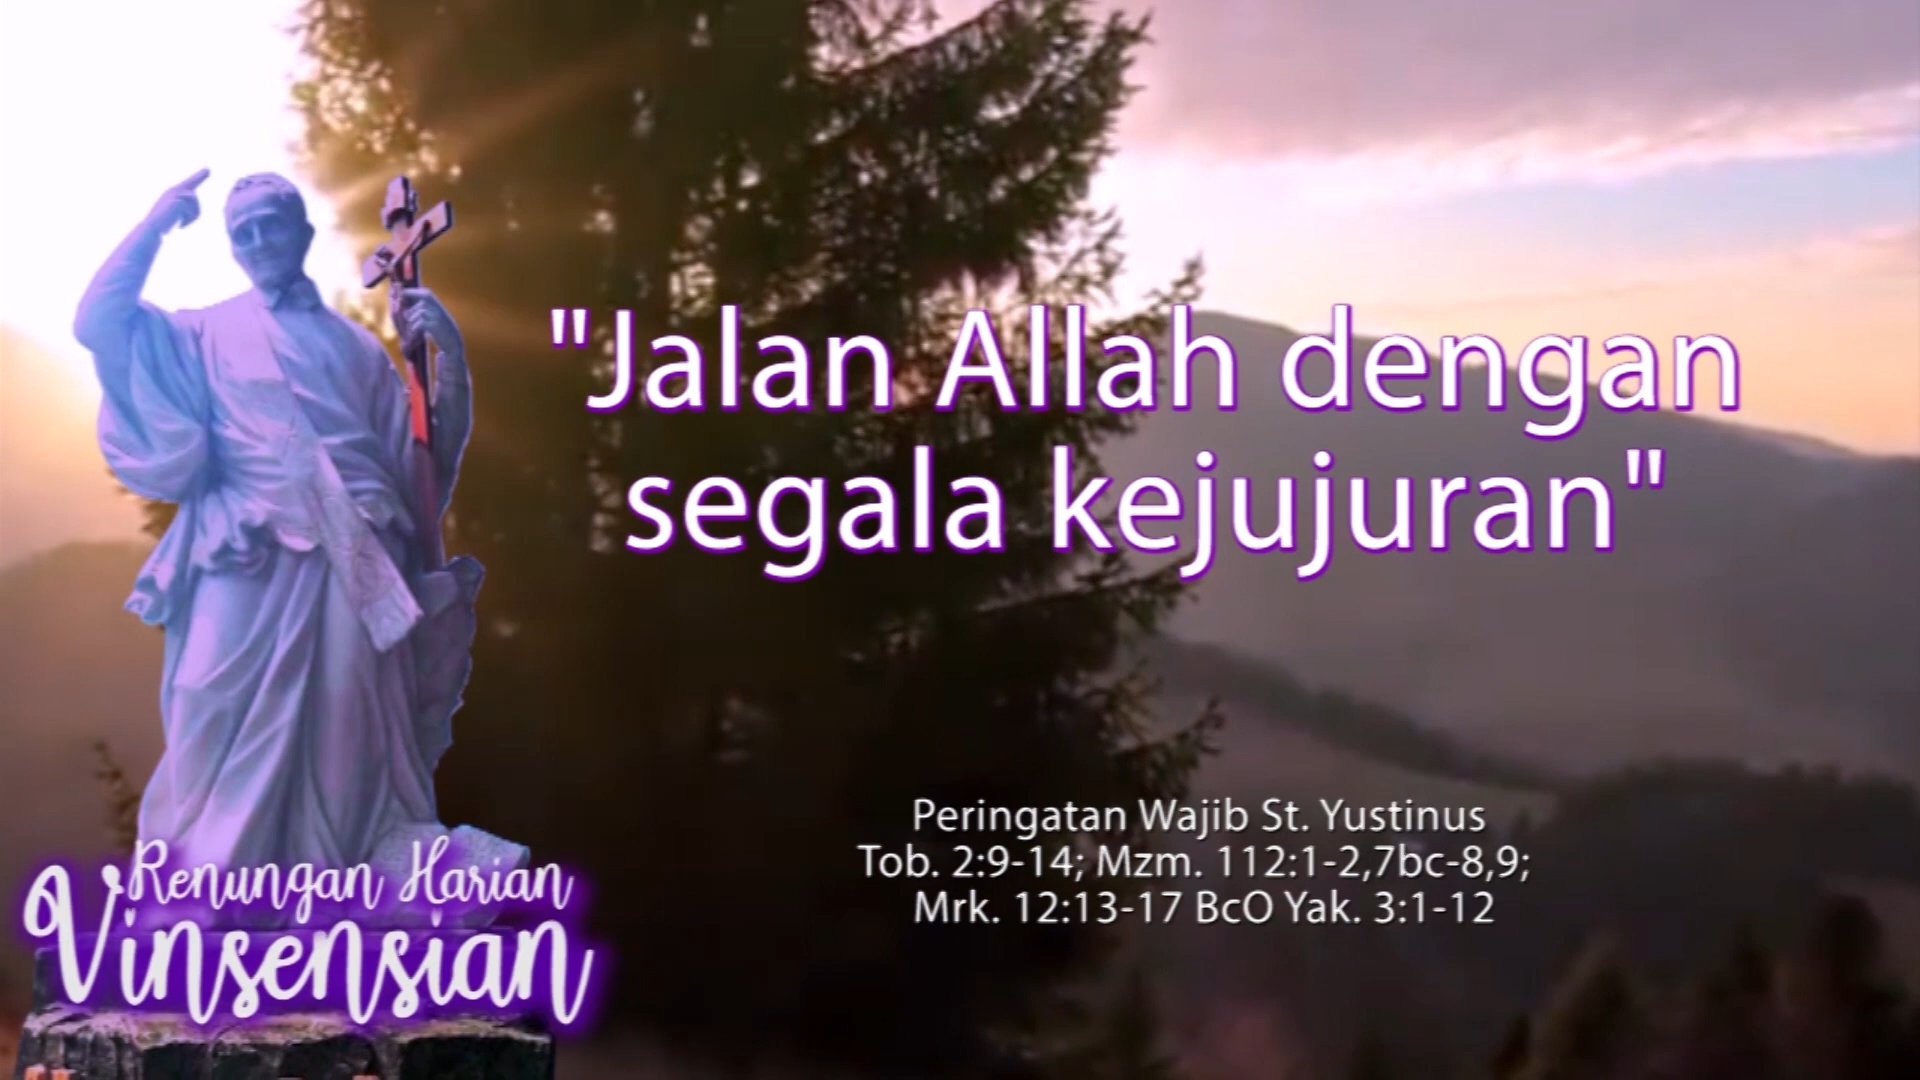 "Jalan Allah dengan
segala kejujuran"
Peringatan Wajib St. Yustinus
Tob. 2:9-14; Mzm. 112:1-2,7bc-8,9;
Mrk. 12:13-17 BcO Yak. 3:1-12
Renungan Harian
Vinsensian